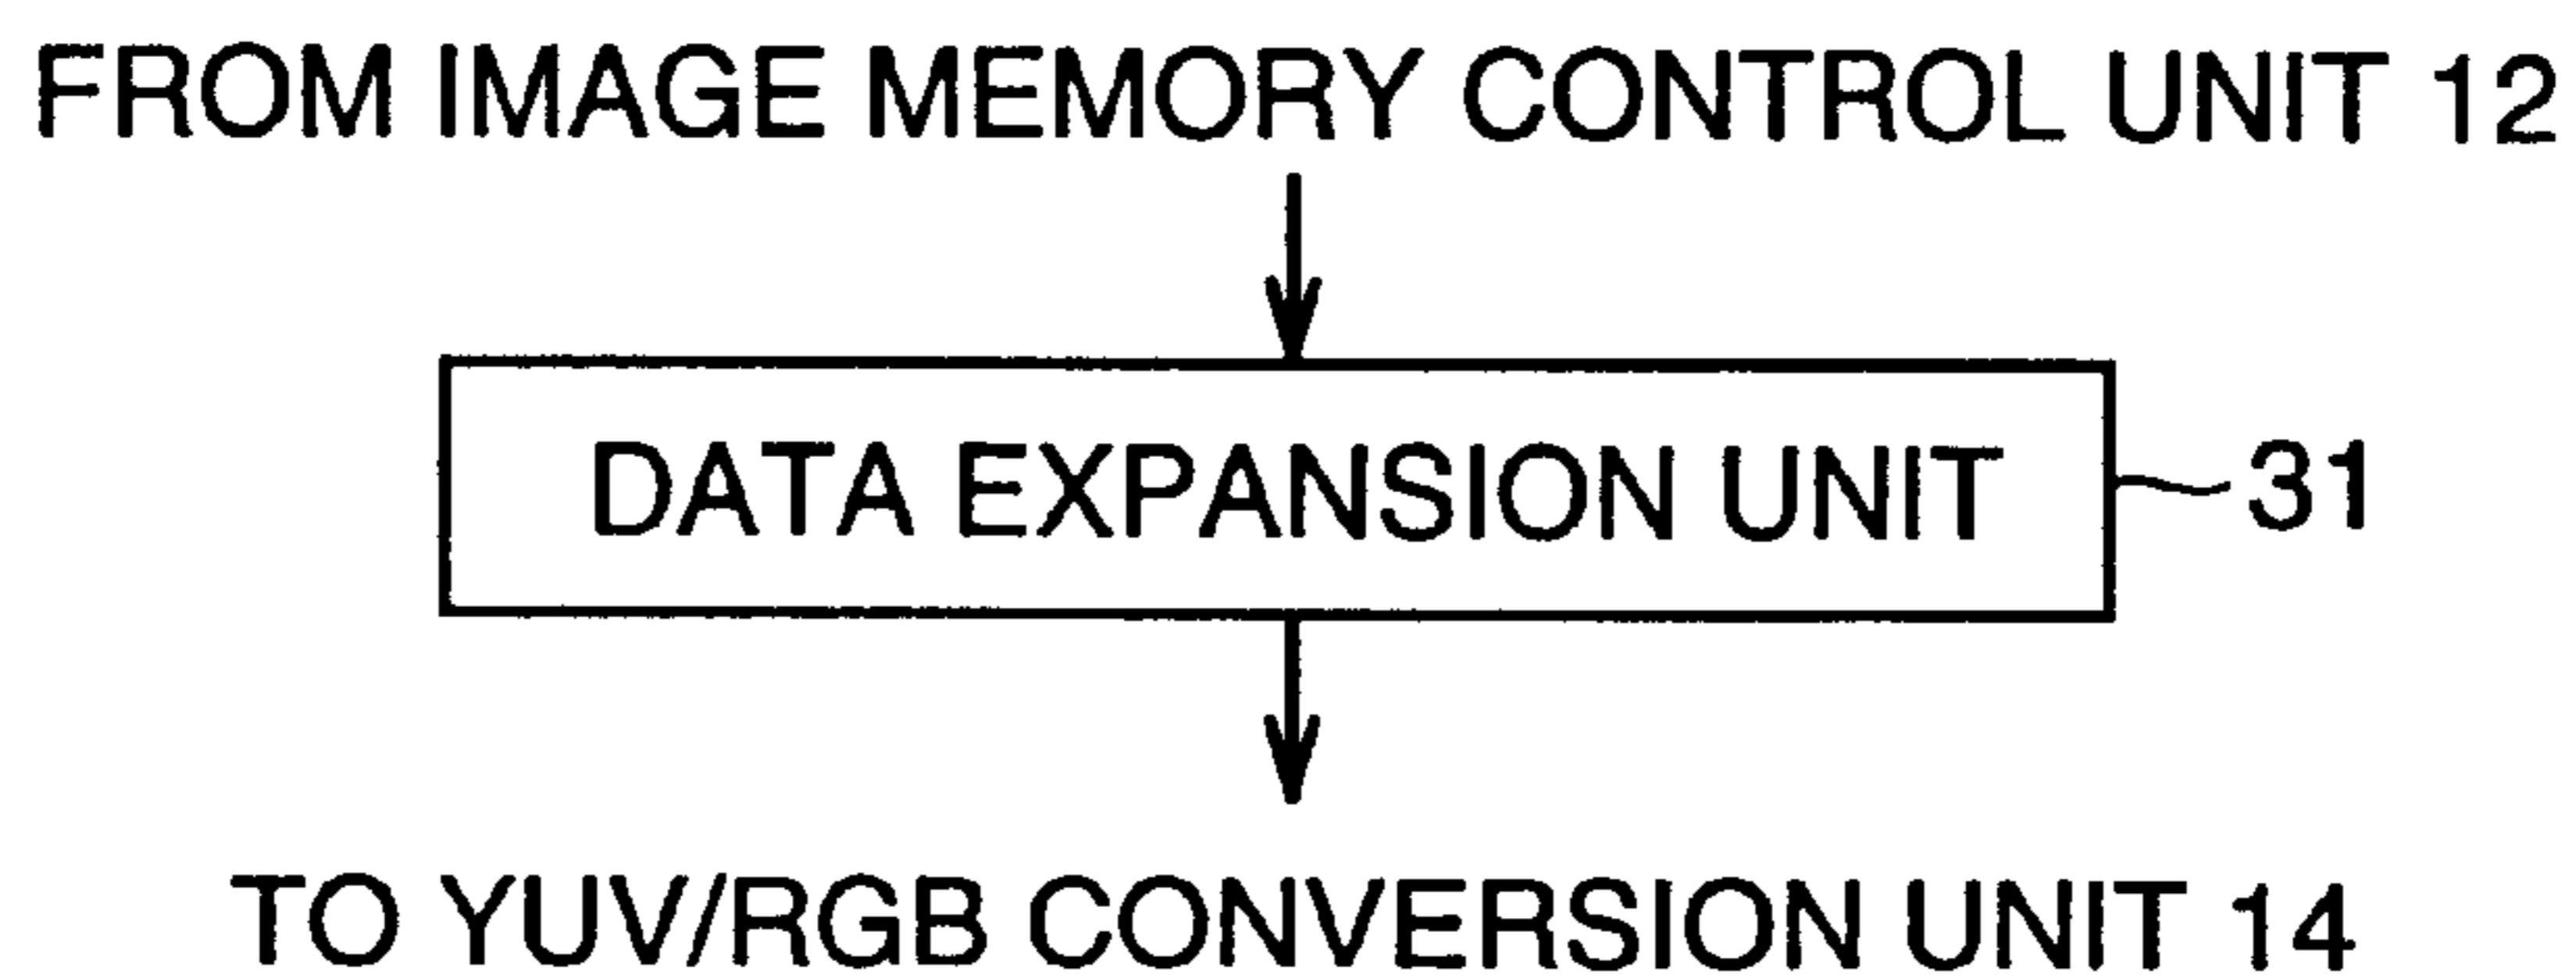 FROM IMAGE MEMORY CONTROL UNIT 12
DATA EXPANSION UNIT 31
TO YUV/RGB CONVERSION UNIT 14